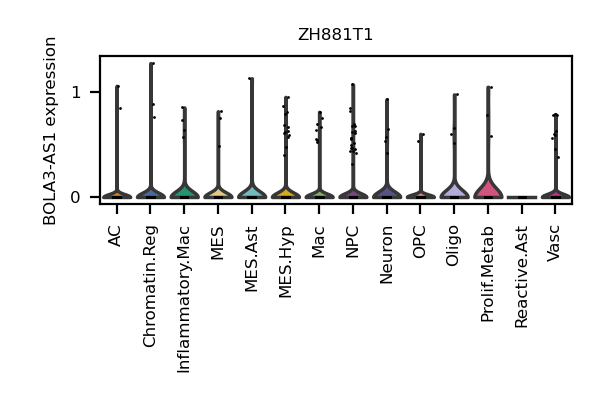 ZH881T1
BOLA3-AS1 expression
1
0
AC
Chromatin.Reg
Inflammatory.Mac
MES
MES.Ast
MES.Hyp
Mac
NPC
Neuron
OPC
Oligo
Prolif.Metab
Reactive.Ast
Vasc